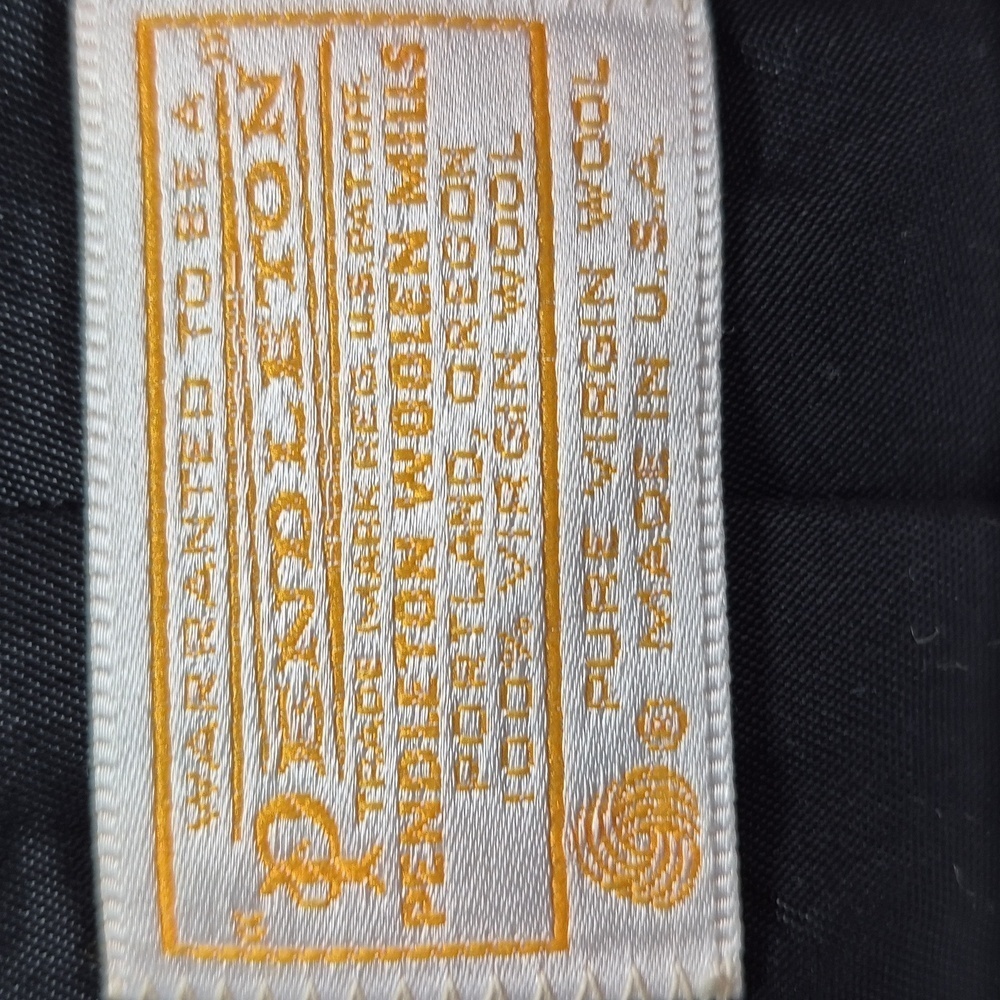 "WARRANTED TO BE A
PENDLETON"
TRADE MARK REG. U.S. PAT. OFF.
PENDLETON WOOLEN MILLS
PORTLAND, OREGON
100% VIRGIN WOOL
PURE VIRGIN WOOL
® MADE IN U.S.A.